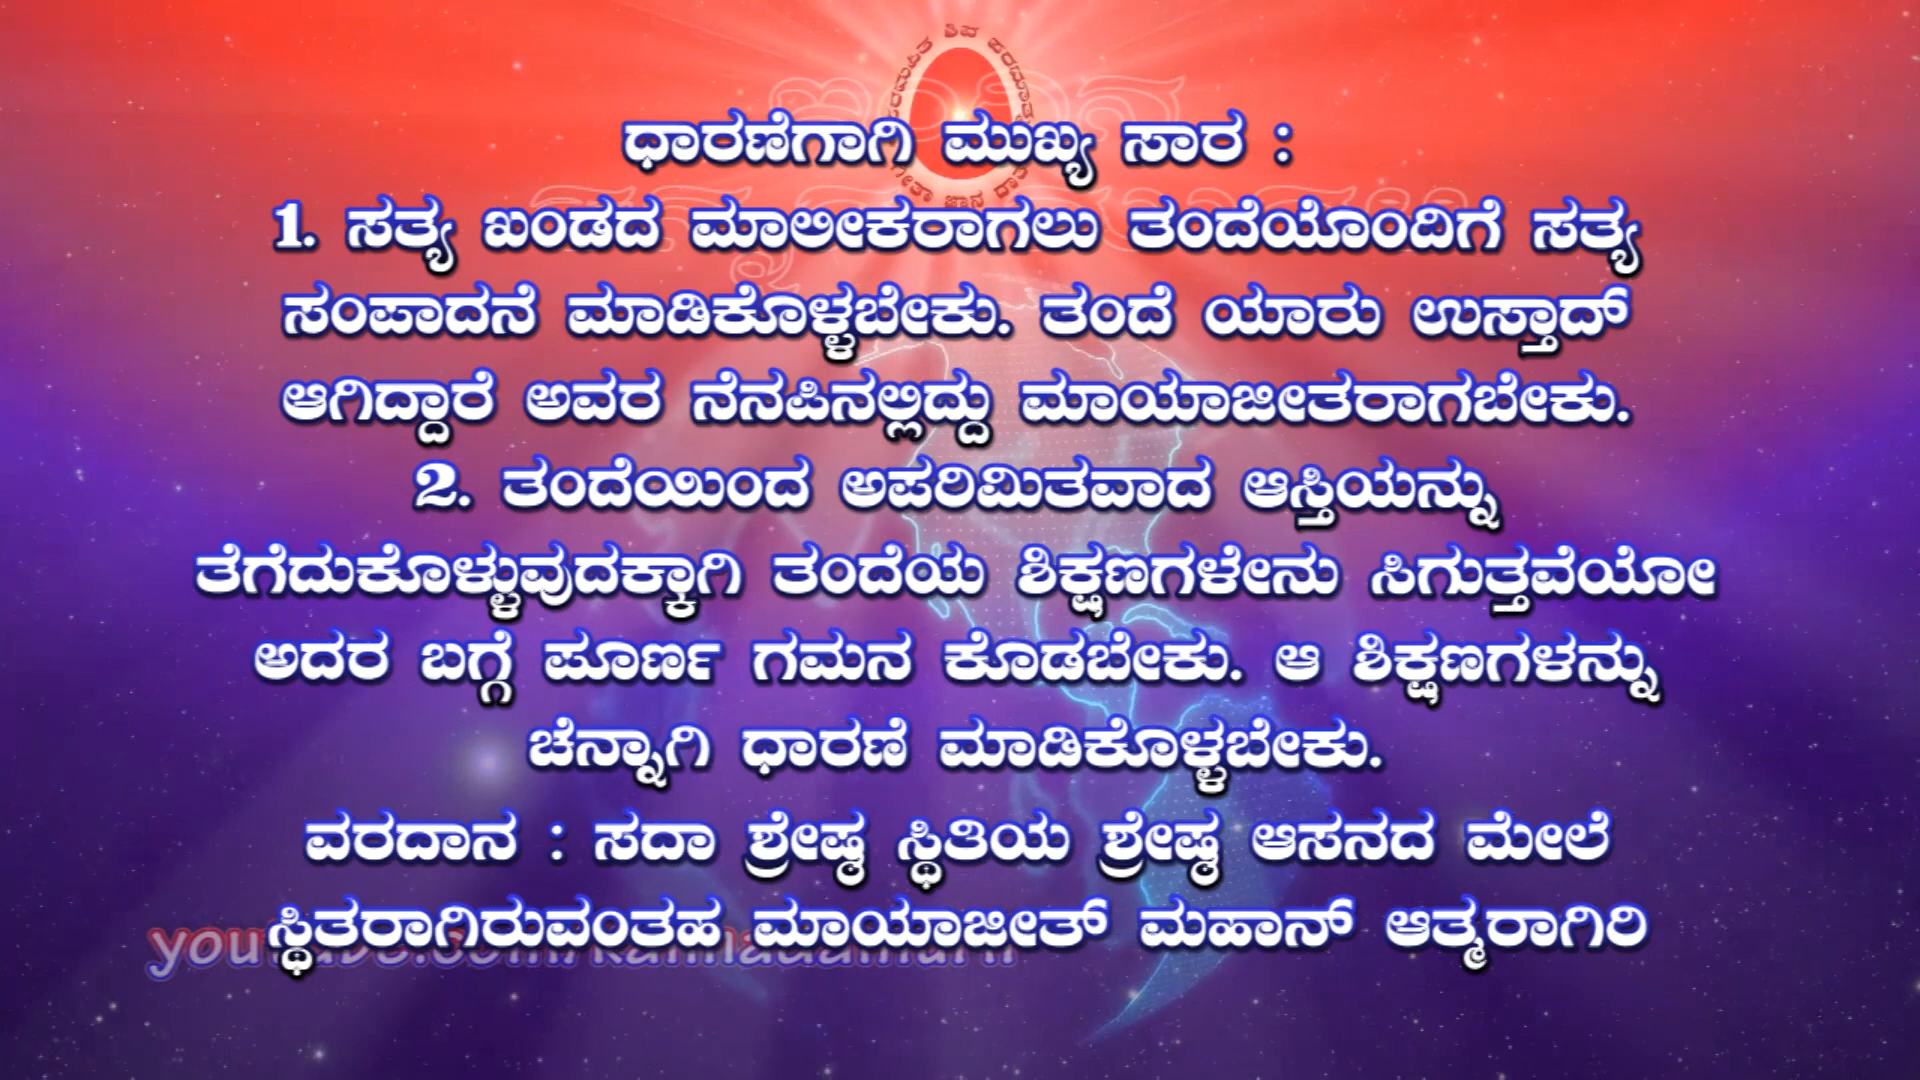 ಧಾರಣೆಗಾಗಿ ಮುಖ್ಯ ಸಾರ :
1. ಸತ್ಯ ಖಂಡದ ಮಾಲೀಕರಾಗಲು ತಂದೆಯೊಂದಿಗೆ ಸತ್ಯ
ಸಂಪಾದನೆ ಮಾಡಿಕೊಳ್ಳಬೇಕು. ತಂದೆ ಯಾರು ಉಸ್ತಾದ್
ಆಗಿದ್ದಾರೆ ಅವರ ನೆನಪಿನಲ್ಲಿದ್ದು ಮಾಯಾಜೀತರಾಗಬೇಕು.
2. ತಂದೆಯಿಂದ ಅಪರಿಮಿತವಾದ ಆಸ್ತಿಯನ್ನು
ತೆಗೆದುಕೊಳ್ಳುವುದಕ್ಕಾಗಿ ತಂದೆಯ ಶಿಕ್ಷಣಗಳೇನು ಸಿಗುತ್ತವೆಯೋ
ಅದರ ಬಗ್ಗೆ ಪೂರ್ಣ ಗಮನ ಕೊಡಬೇಕು. ಆ ಶಿಕ್ಷಣಗಳನ್ನು
ಚೆನ್ನಾಗಿ ಧಾರಣೆ ಮಾಡಿಕೊಳ್ಳಬೇಕು.
ವರದಾನ : ಸದಾ ಶ್ರೇಷ್ಠ ಸ್ಥಿತಿಯ ಶ್ರೇಷ್ಠ ಆಸನದ ಮೇಲೆ
ಸ್ಥಿತರಾಗಿರುವಂತಹ ಮಾಯಾಜೀತ್ ಮಹಾನ್ ಆತ್ಮರಾಗಿರಿ